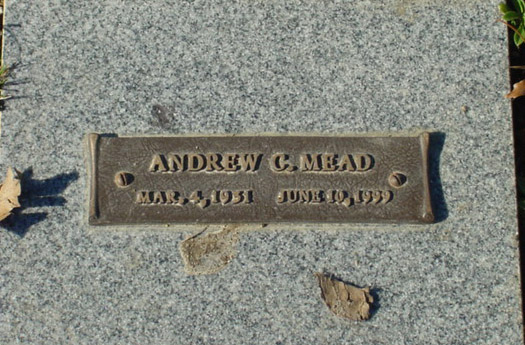 ANDREW C. MEAD
MAR. 4, 1931 JUNE 19, 1999